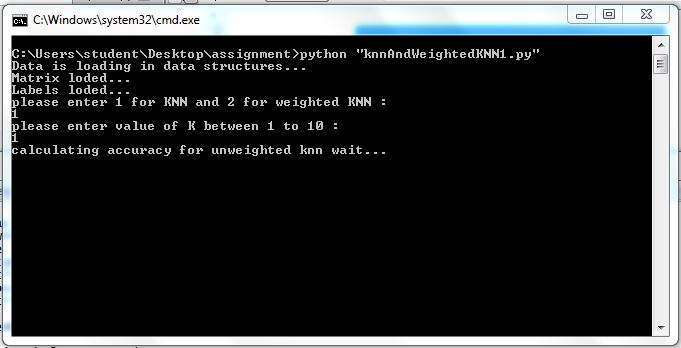 C:\Windows\system32\cmd.exe
C:\Users\student\Desktop\assignment>python "knnAndWeightedKNN1.py"
Data is loading in data structures...
Matrix loded...
Labels loded...
please enter 1 for KNN and 2 for weighted KNN :
1
please enter value of K between 1 to 10 :
1
calculating accuracy for unweighted knn wait...